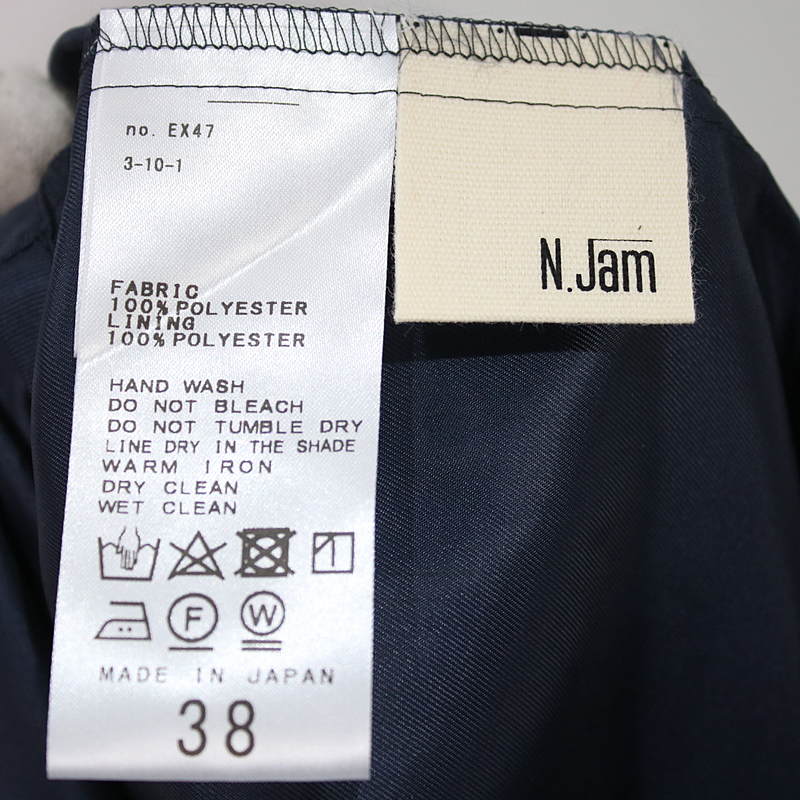 no. EX47
3-10-1
N.Jam
FABRIC
100% POLYESTER
LINING
100% POLYESTER
HAND WASH
DO NOT BLEACH
DO NOT TUMBLE DRY
LINE DRY IN THE SHADE
WARM IRON
DRY CLEAN
WET CLEAN
F
W
MADE IN JAPAN
38